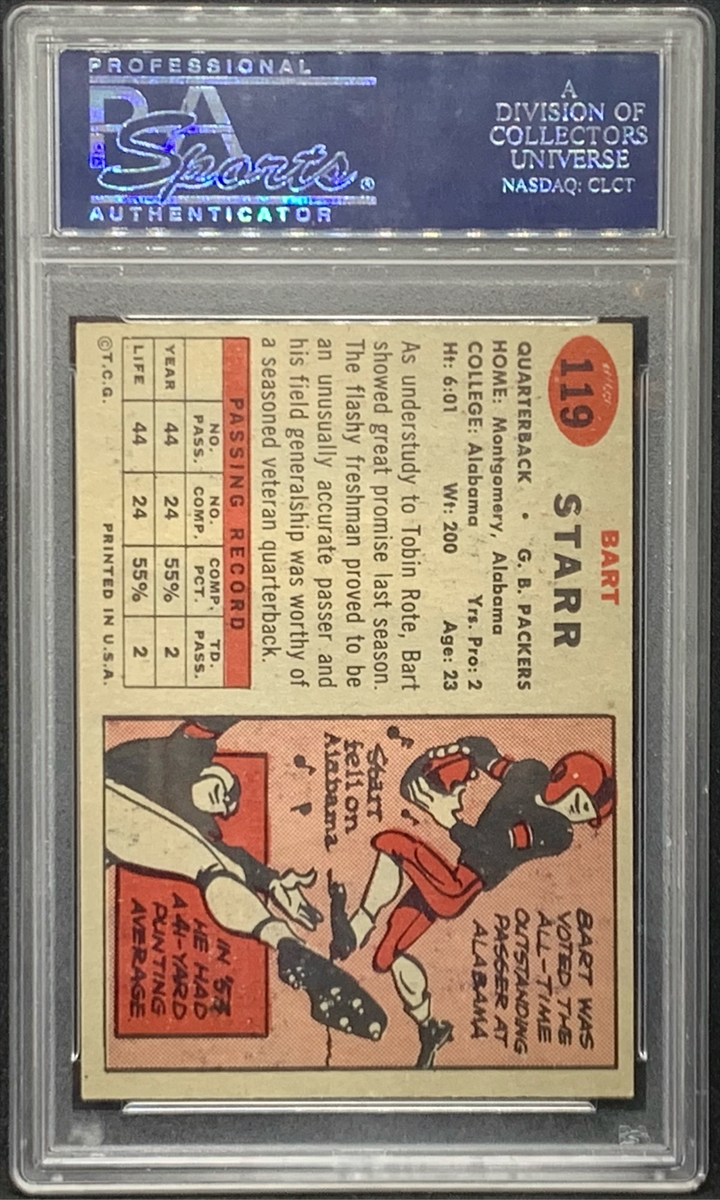 PROFESSIONAL
PSA
Sports®
AUTHENTICATOR
A
DIVISION OF
COLLECTORS
UNIVERSE
NASDAQ: CLCT
119
BART
STARR
QUARTERBACK • G. B. PACKERS
HOME: Montgomery, Alabama
COLLEGE: Alabama Yrs. Pro: 2
Ht: 6:01 Wt: 200 Age: 23
As understudy to Tobin Rote, Bart
showed great promise last season.
The flashy freshman proved to be
an unusually accurate passer and
his field generalship was worthy of
a seasoned veteran quarterback.
PASSING RECORD
NO. PASS. NO. COMP. COMP. PCT. TD. PASS.
YEAR 44 24 55% 2
LIFE 44 24 55% 2
©T.C.G. PRINTED IN U.S.A.
BART WAS
VOTED THE
ALL-TIME
OUTSTANDING
PASSER AT
ALABAMA
Starr
fell on
Alabama
IN '53
HE HAD
A 41-YARD
PUNTING
AVERAGE.